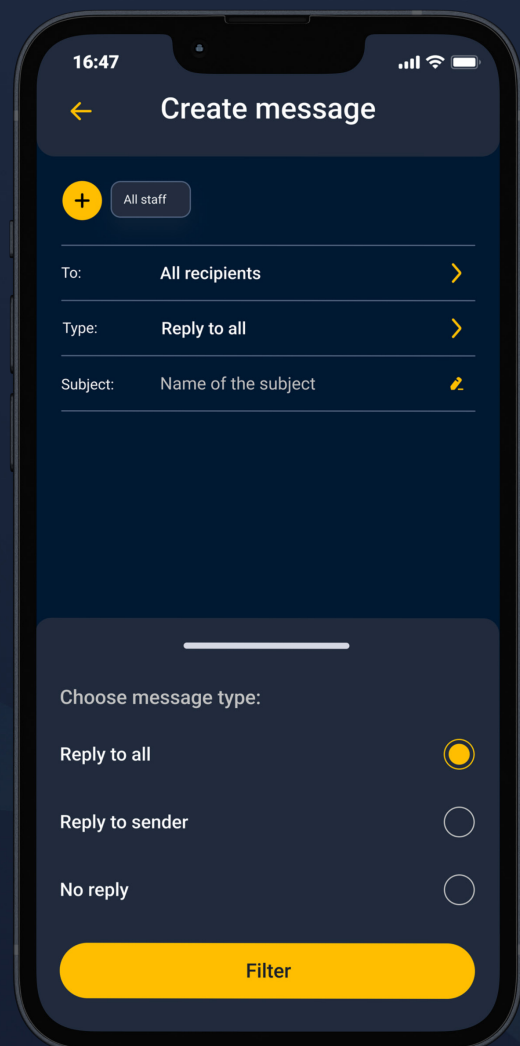 16:47
Create message
All staff
To: All recipients
Type: Reply to all
Subject: Name of the subject
Choose message type:
Reply to all
Reply to sender
No reply
Filter